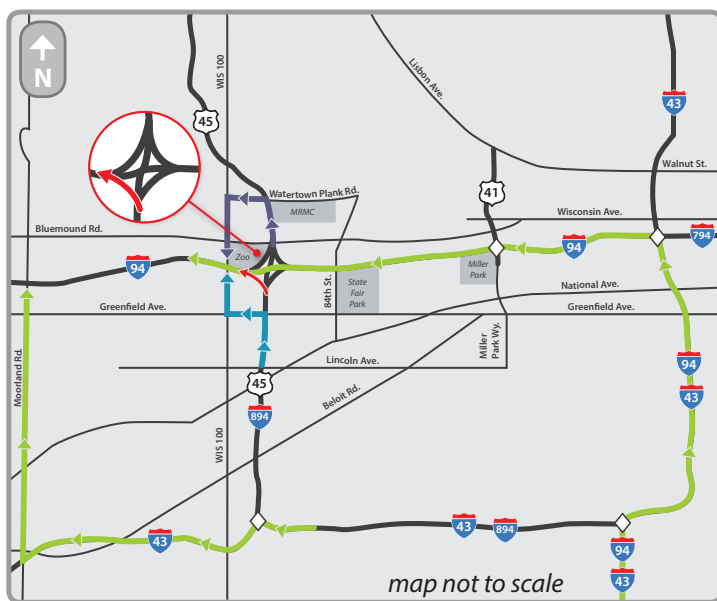 N
WIS 100
45
Lisbon Ave.
43
Walnut St.
41
Watertown Plank Rd.
MRMC
Wisconsin Ave.
Bluemound Rd.
794
94
Zoo
94
Miller
Park
84th St.
State
Fair
Park
National Ave.
Greenfield Ave.
Greenfield Ave.
Moorland Rd.
Miller
Park Wy.
Lincoln Ave.
94
45
43
Beloit Rd.
894
WIS 100
43
43
894
94
43
map not to scale